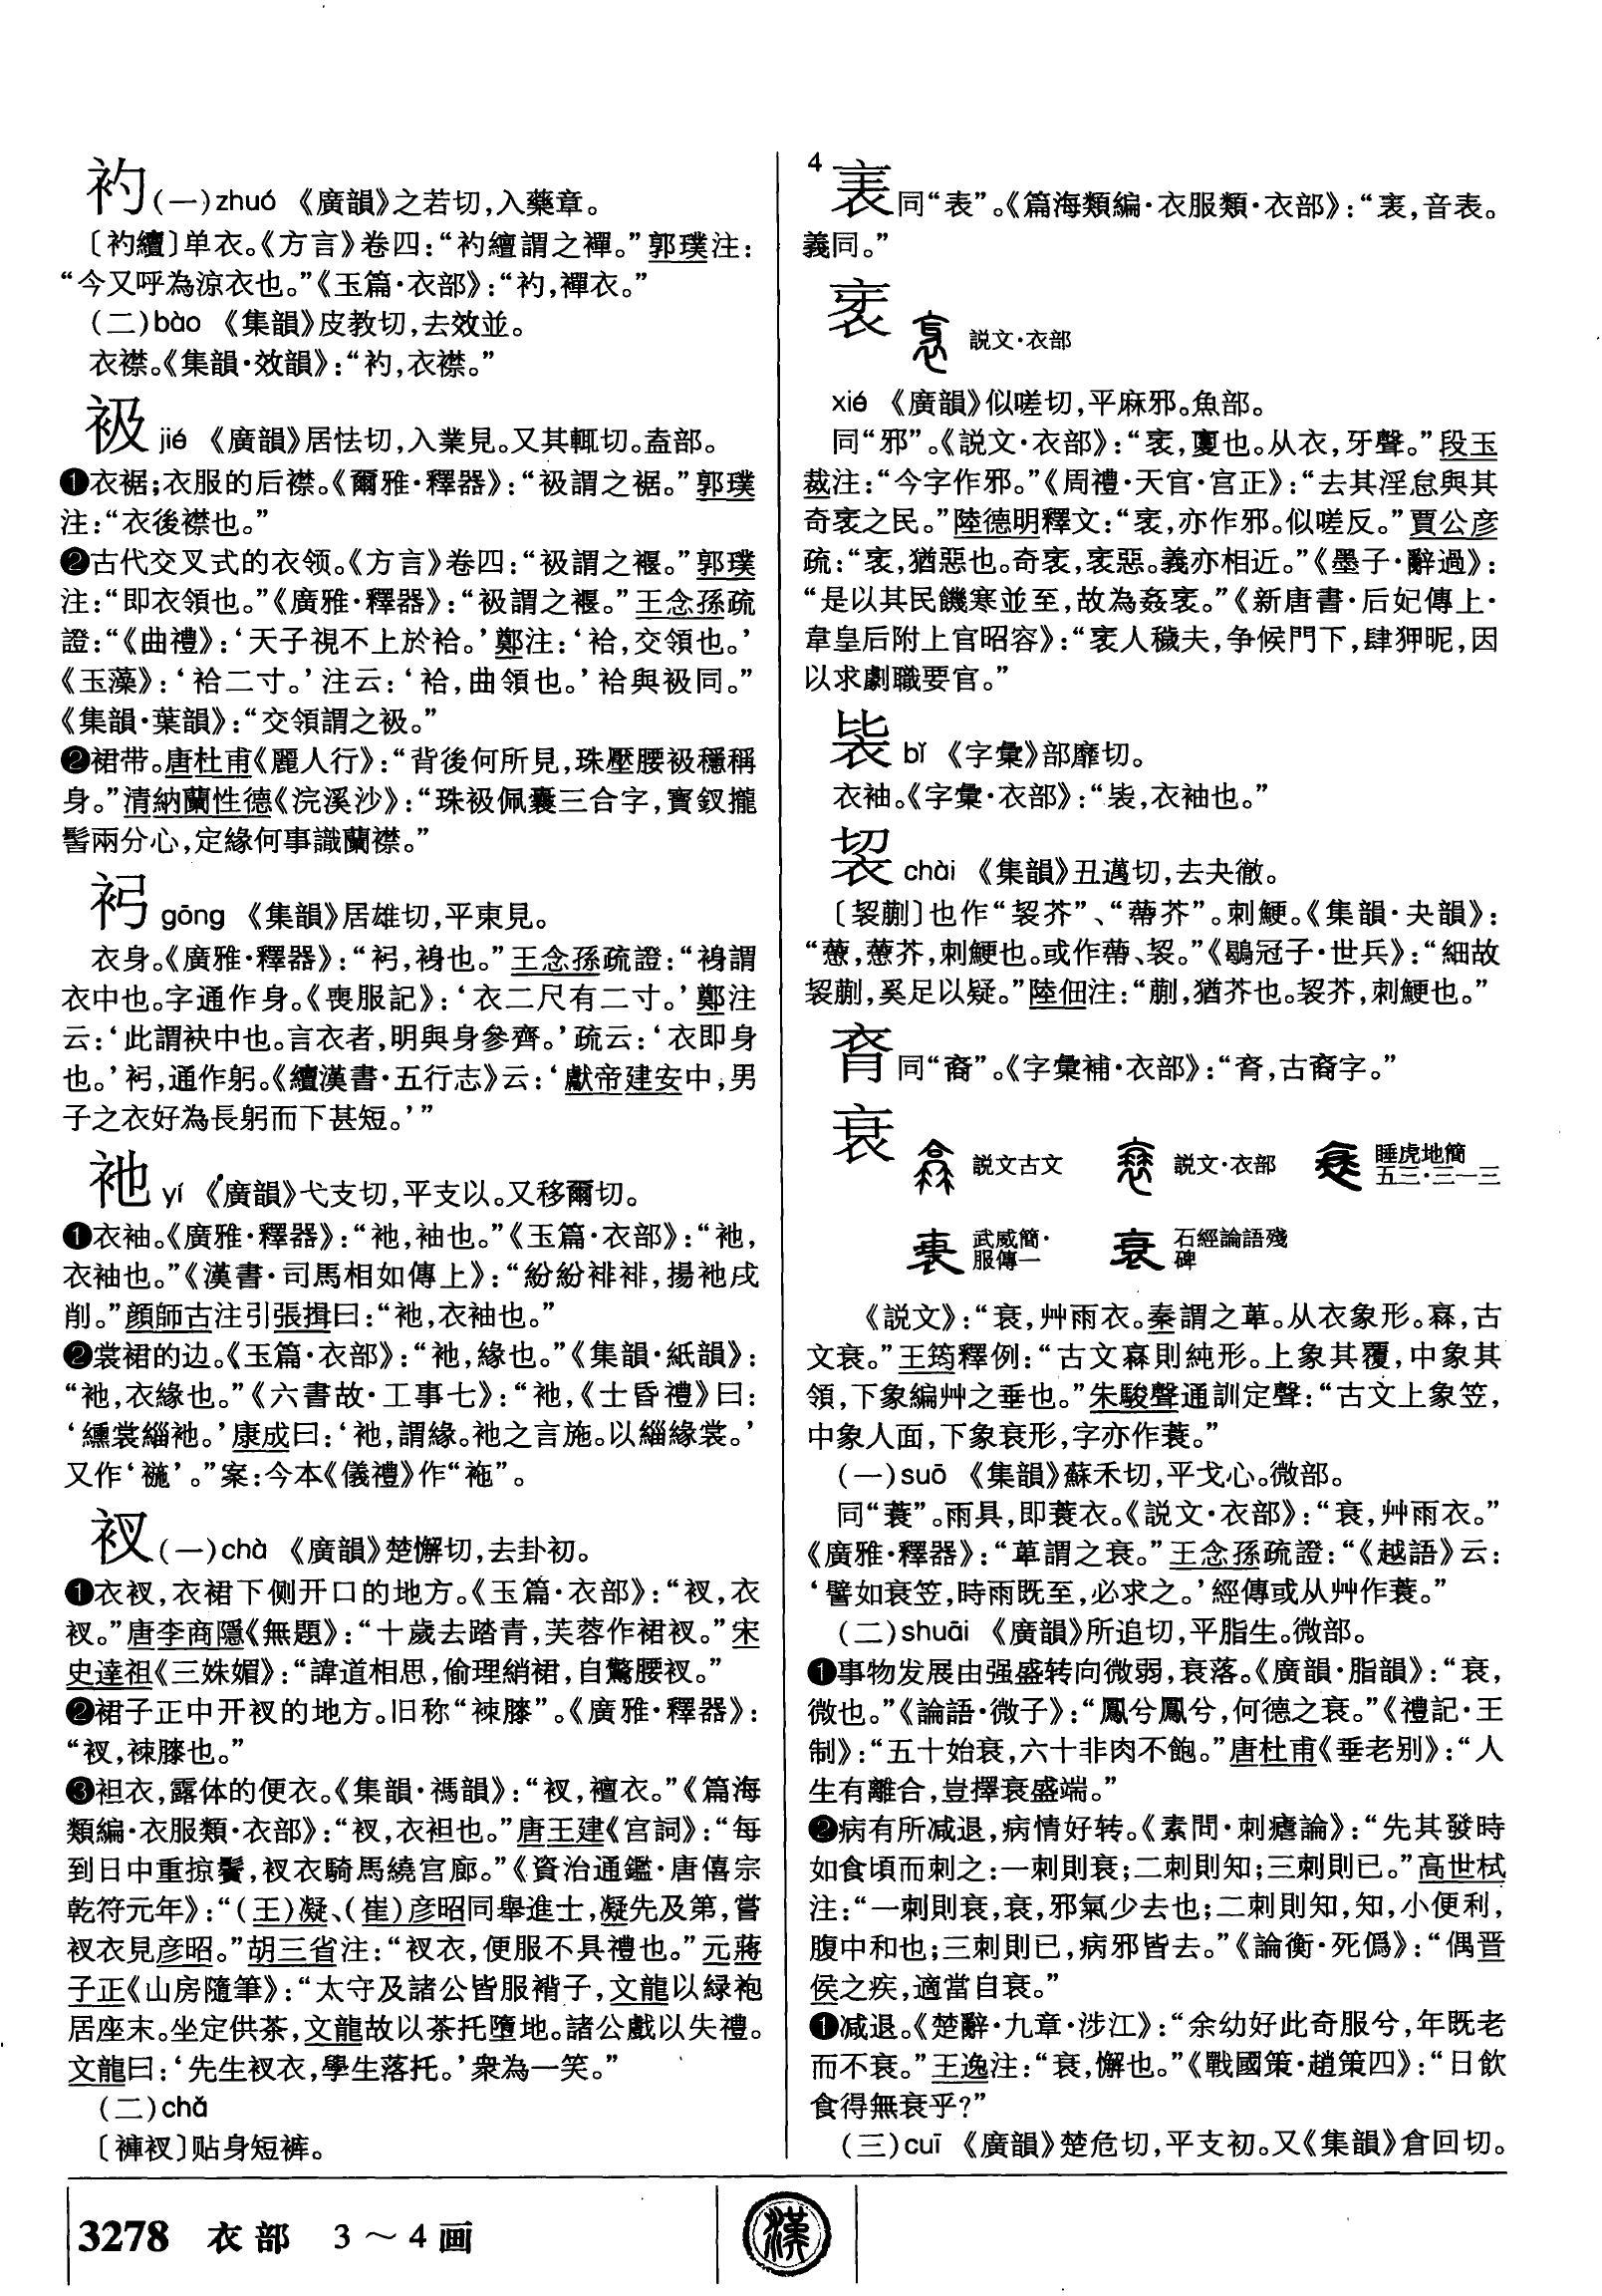 礿(一)zhuó 《廣韻》之若切,入藥章。
〔礿繵〕单衣。《方言》卷四:“礿繵謂之襌。”郭璞注:
“今又呼為涼衣也。”《玉篇·衣部》:“礿,襌衣。”
(二)bào 《集韻》皮教切,去效並。
衣襟。《集韻·效韻》:“礿,衣襟。”
衱 jié 《廣韻》居怯切,入業見。又其輒切。盍部。
❶衣裾;衣服的后襟。《爾雅·釋器》:“衱謂之裾。”郭璞
注:“衣後襟也。”
❷古代交叉式的衣领。《方言》卷四:“衱謂之褗。”郭璞
注:“即衣領也。”《廣雅·釋器》:“衱謂之褗。”王念孫疏
證:“《曲禮》:‘天子視不上於袷。’鄭注:‘袷,交領也。’
《玉藻》:‘袷二寸。’注云:‘袷,曲領也。’袷與衱同。”
《集韻·葉韻》:“交領謂之衱。”
❷裙带。唐杜甫《麗人行》:“背後何所見,珠壓腰衱穩稱
身。”清納蘭性德《浣溪沙》:“珠衱佩囊三合字,寶釵攏
髻兩分心,定緣何事識蘭襟。”
衶 gōng 《集韻》居雄切,平東見。
衣身。《廣雅·釋器》:“,裑也。”王念孫疏證:“裑謂
衣中也。字通作身。《喪服記》:‘衣二尺有二寸。’鄭注
云:‘此謂袂中也。言衣者,明與身參齊。’疏云:‘衣即身
也。’,通作躬。《續漢書·五行志》云:‘獻帝建安中,男
子之衣好為長躬而下甚短。’”
衪 yí 《廣韻》弋支切,平支以。又移爾切。
❶衣袖。《廣雅·釋器》:“衪,袖也。”《玉篇·衣部》:“衪,
衣袖也。”《漢書·司馬相如傳上》:“紛紛裶裶,揚衪戌
削。”顔師古注引張揖曰:“衪,衣袖也。”
❷裳裙的边。《玉篇·衣部》:“衪,緣也。”《集韻·紙韻》:
“衪,衣緣也。”《六書故·工事七》:“衪,《士昏禮》曰:
‘纁裳緇衪。’康成曰:‘衪,謂緣。衪之言施。以緇緣裳。’
又作‘䙾’。”案:今本《儀禮》作“袘”。
衩(一)chà 《廣韻》楚懈切,去卦初。
❶衣衩,衣裙下侧开口的地方。《玉篇·衣部》:“衩,衣
衩。”唐李商隱《無題》:“十歲去踏青,芙蓉作裙衩。”宋
史達祖《三姝媚》:“諱道相思,偷理綃裙,自驚腰衩。”
❷裙子正中开衩的地方。旧称“裓膝”。《廣雅·釋器》:
“衩,裓膝也。”
❸袒衣,露体的便衣。《集韻·禡韻》:“衩,襢衣。”《篇海
類編·衣服類·衣部》:“衩,衣袒也。”唐王建《宫詞》:“每
到日中重掠鬢,衩衣騎馬繞宫廊。”《資治通鑑·唐僖宗
乾符元年》:“(王)凝、(崔)彦昭同舉進士,凝先及第,嘗
衩衣見彦昭。”胡三省注:“衩衣,便服不具禮也。”元蔣
子正《山房隨筆》:“太守及諸公皆服褙子,文龍以緑袍
居座末。坐定供茶,文龍故以茶托墮地。諸公戲以失禮。
文龍曰:‘先生衩衣,學生落托。’衆為一笑。”
(二)chǎ
〔褲衩〕贴身短裤。
4
𧘝同“表”。《篇海類編·衣服類·衣部》:“,音表。
義同。”
衺 説文·衣部
xié 《廣韻》似嗟切,平麻邪。魚部。
同“邪”。《説文·衣部》:“衺,䙼也。从衣,牙聲。”段玉
裁注:“今字作邪。”《周禮·天官·宫正》:“去其淫怠與其
奇衺之民。”陸德明釋文:“衺,亦作邪。似嗟反。”賈公彦
疏:“衺,猶惡也。奇衺,衺惡。義亦相近。”《墨子·辭過》:
“是以其民饑寒並至,故為姦衺。”《新唐書·后妃傳上·
韋皇后附上官昭容》:“衺人穢夫,争候門下,肆狎昵,因
以求劇職要官。”
㲋 bǐ 《字彙》部靡切。
衣袖。《字彙·衣部》:“,衣袖也。”
袃 chài 《集韻》丑邁切,去夬徹。
〔袃蒯〕也作“袃芥”、“蔕芥”。刺鯁。《集韻·夬韻》:
“懘,懘芥,刺鯁也。或作蔕、袃。”《鶡冠子·世兵》:“細故
袃蒯,奚足以疑。”陸佃注:“蒯,猶芥也。袃芥,刺鯁也。”
㐮同“裔”。《字彙補·衣部》:“,古裔字。”
衰 説文古文 説文·衣部 睡虎地簡五三·三一三
武威簡·服傳一 石經論語殘碑
《説文》:“衰,艸雨衣。秦謂之萆。从衣象形。𠱤,古
文衰。”王筠釋例:“古文𠱤則純形。上象其覆,中象其
領,下象編艸之垂也。”朱駿聲通訓定聲:“古文上象笠,
中象人面,下象衰形,字亦作蓑。”
(一)suō 《集韻》蘇禾切,平戈心。微部。
同“蓑”。雨具,即蓑衣。《説文·衣部》:“衰,艸雨衣。”
《廣雅·釋器》:“萆謂之衰。”王念孫疏證:“《越語》云:
‘譬如衰笠,時雨既至,必求之。’經傳或从艸作蓑。”
(二)shuāi 《廣韻》所追切,平脂生。微部。
❶事物发展由强盛转向微弱,衰落。《廣韻·脂韻》:“衰,
微也。”《論語·微子》:“鳳兮鳳兮,何德之衰。”《禮記·王
制》:“五十始衰,六十非肉不飽。”唐杜甫《垂老别》:“人
生有離合,豈擇衰盛端。”
❷病有所减退,病情好转。《素問·刺瘧論》:“先其發時
如食頃而刺之:一刺則衰;二刺則知;三刺則已。”高世栻
注:“一刺則衰,衰,邪氣少去也;二刺則知,知,小便利,
腹中和也;三刺則已,病邪皆去。”《論衡·死僞》:“偶晋
侯之疾,適當自衰。”
❶减退。《楚辭·九章·涉江》:“余幼好此奇服兮,年既老
而不衰。”王逸注:“衰,懈也。”《戰國策·趙策四》:“日飲
食得無衰乎?”
(三)cuī 《廣韻》楚危切,平支初。又《集韻》倉回切。
3278 衣部 3～4画
漢